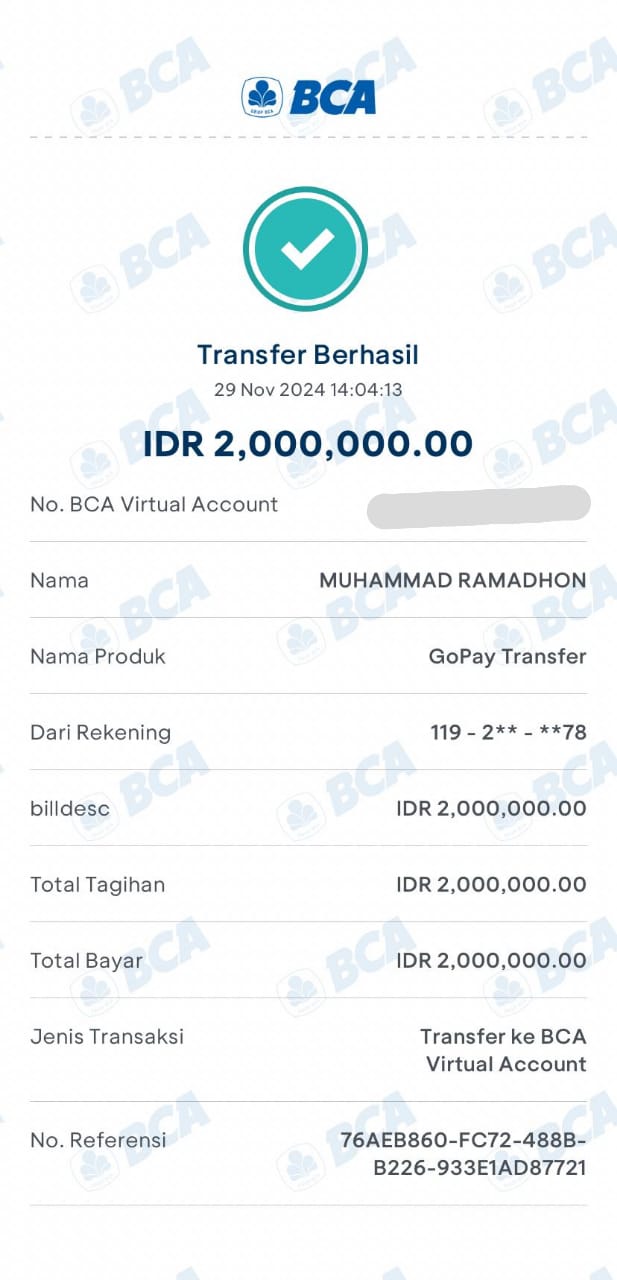 BCA
Transfer Berhasil
29 Nov 2024 14:04:13
IDR 2,000,000.00
No. BCA Virtual Account
Nama MUHAMMAD RAMADHON
Nama Produk GoPay Transfer
Dari Rekening 119 - 2** - **78
billdesc IDR 2,000,000.00
Total Tagihan IDR 2,000,000.00
Total Bayar IDR 2,000,000.00
Jenis Transaksi Transfer ke BCA
Virtual Account
No. Referensi 76AEB860-FC72-488B-
B226-933E1AD87721